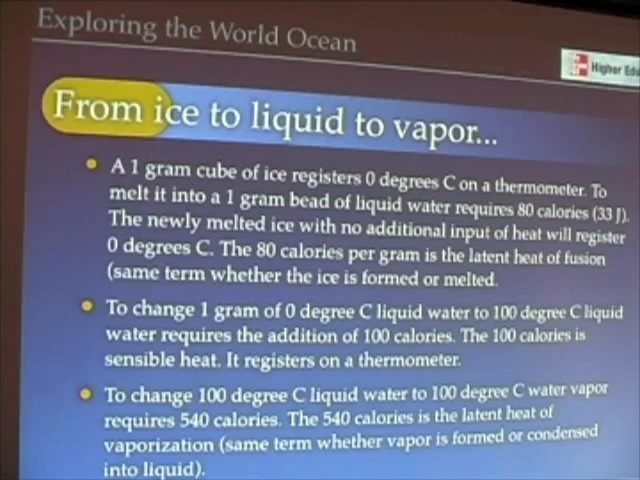 Exploring the World Ocean
Higher Edu
From ice to liquid to vapor...
A 1 gram cube of ice registers 0 degrees C on a thermometer. To
melt it into a 1 gram bead of liquid water requires 80 calories (33 J).
The newly melted ice with no additional input of heat will register
0 degrees C. The 80 calories per gram is the latent heat of fusion
(same term whether the ice is formed or melted.
To change 1 gram of 0 degree C liquid water to 100 degree C liquid
water requires the addition of 100 calories. The 100 calories is
sensible heat. It registers on a thermometer.
To change 100 degree C liquid water to 100 degree C water vapor
requires 540 calories. The 540 calories is the latent heat of
vaporization (same term whether vapor is formed or condensed
into liquid).